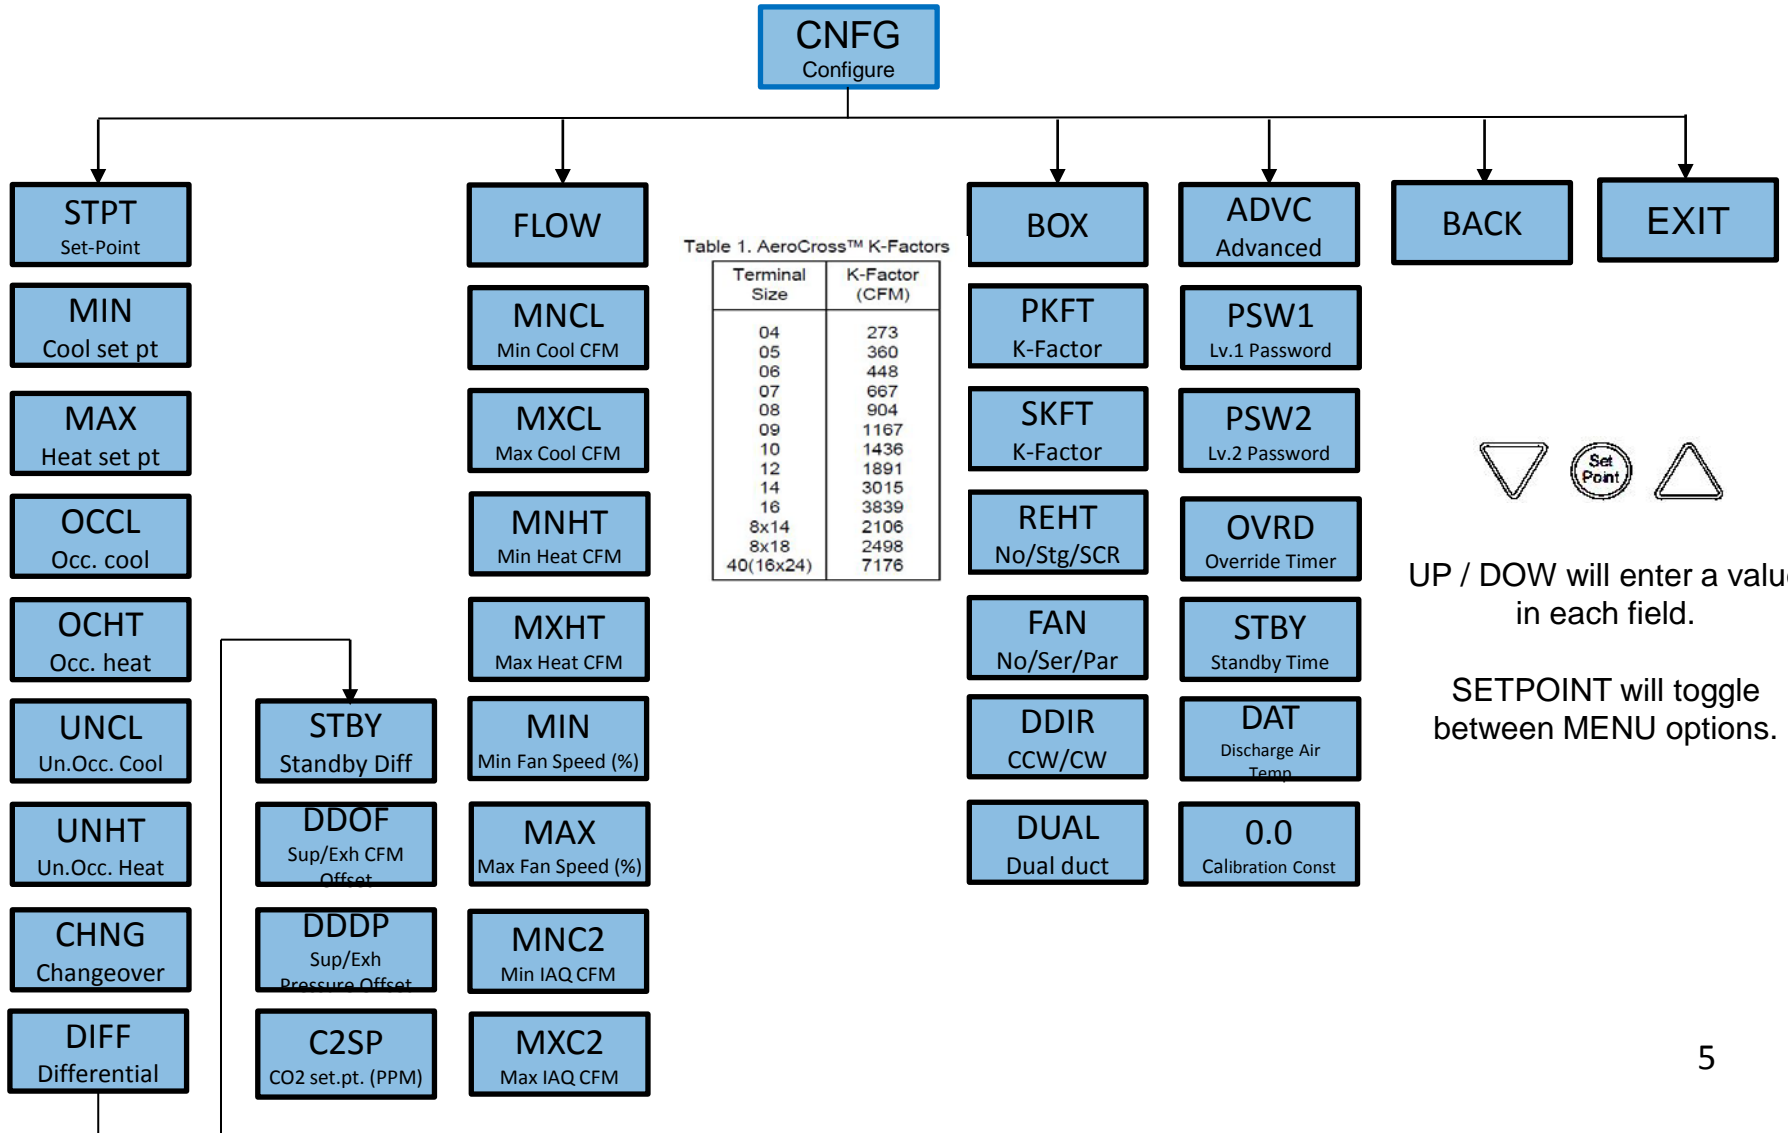 CNFG
Configure
STPT
Set-Point
MIN
Cool set pt
MAX
Heat set pt
OCCL
Occ. cool
OCHT
Occ. heat
UNCL
Un.Occ. Cool
UNHT
Un.Occ. Heat
CHNG
Changeover
DIFF
Differential
STBY
Standby Diff
DDOF
Sup/Exh CFM
Offset
DDDP
Sup/Exh
Pressure Offset
C2SP
CO2 set.pt. (PPM)
FLOW
MNCL
Min Cool CFM
MXCL
Max Cool CFM
MNHT
Min Heat CFM
MXHT
Max Heat CFM
MIN
Min Fan Speed (%)
MAX
Max Fan Speed (%)
MNC2
Min IAQ CFM
MXC2
Max IAQ CFM
Table 1. AeroCross™ K-Factors
Terminal Size K-Factor (CFM)
04 273
05 360
06 448
07 667
08 904
09 1167
10 1436
12 1891
14 3015
16 3839
8x14 2106
8x18 2498
40(16x24) 7176
BOX
PKFT
K-Factor
SKFT
K-Factor
REHT
No/Stg/SCR
FAN
No/Ser/Par
DDIR
CCW/CW
DUAL
Dual duct
ADVC
Advanced
PSW1
Lv.1 Password
PSW2
Lv.2 Password
OVRD
Override Timer
STBY
Standby Time
DAT
Discharge Air
Temp
0.0
Calibration Const
BACK
EXIT
Set
Point
UP / DOW will enter a value
in each field.
SETPOINT will toggle
between MENU options.
5